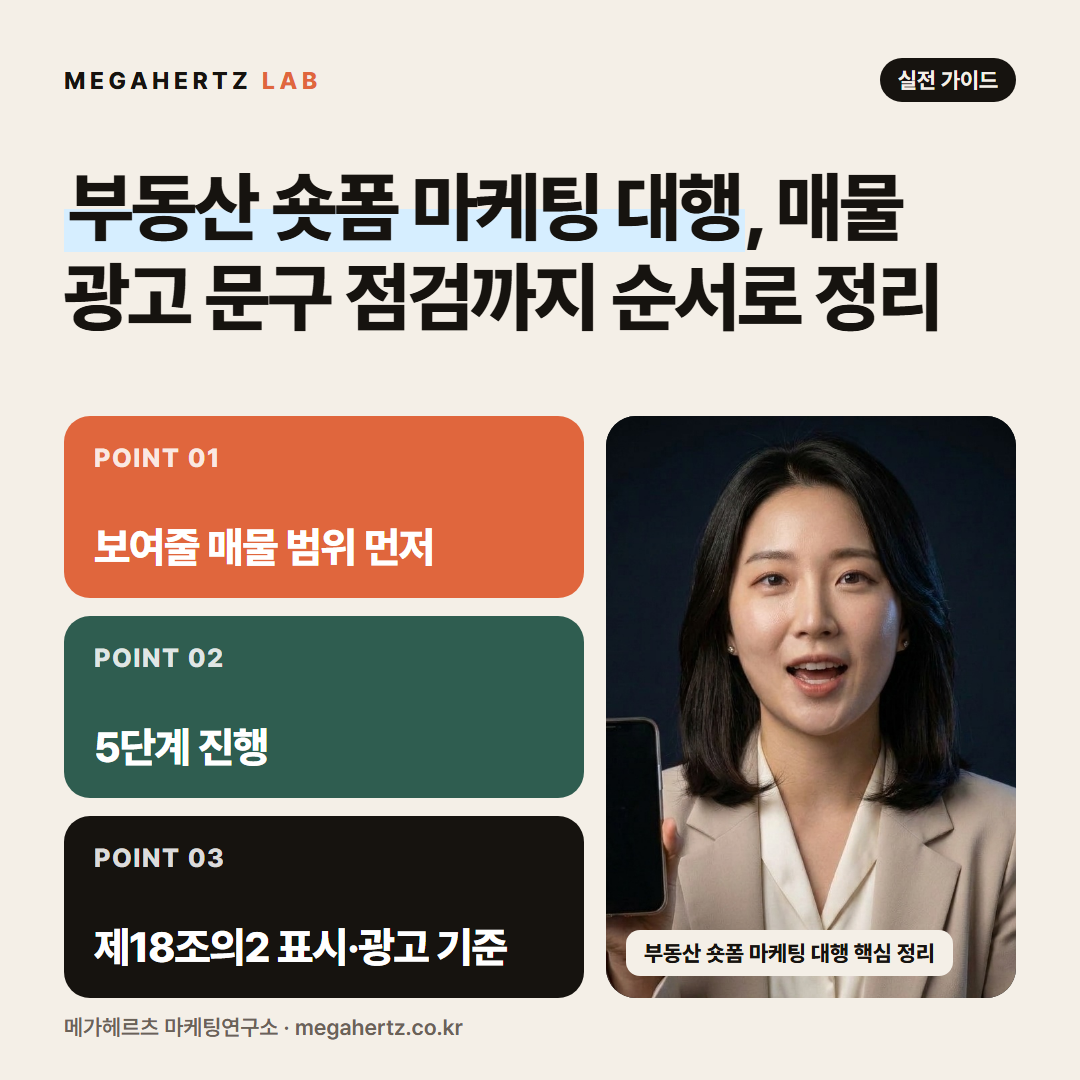 MEGAHERTZ LAB
실전 가이드
부동산 숏폼 마케팅 대행, 매물
광고 문구 점검까지 순서로 정리
POINT 01
보여줄 매물 범위 먼저
POINT 02
5단계 진행
POINT 03
제18조의2 표시·광고 기준
부동산 숏폼 마케팅 대행 핵심 정리
메가헤르츠 마케팅연구소 · megahertz.co.kr